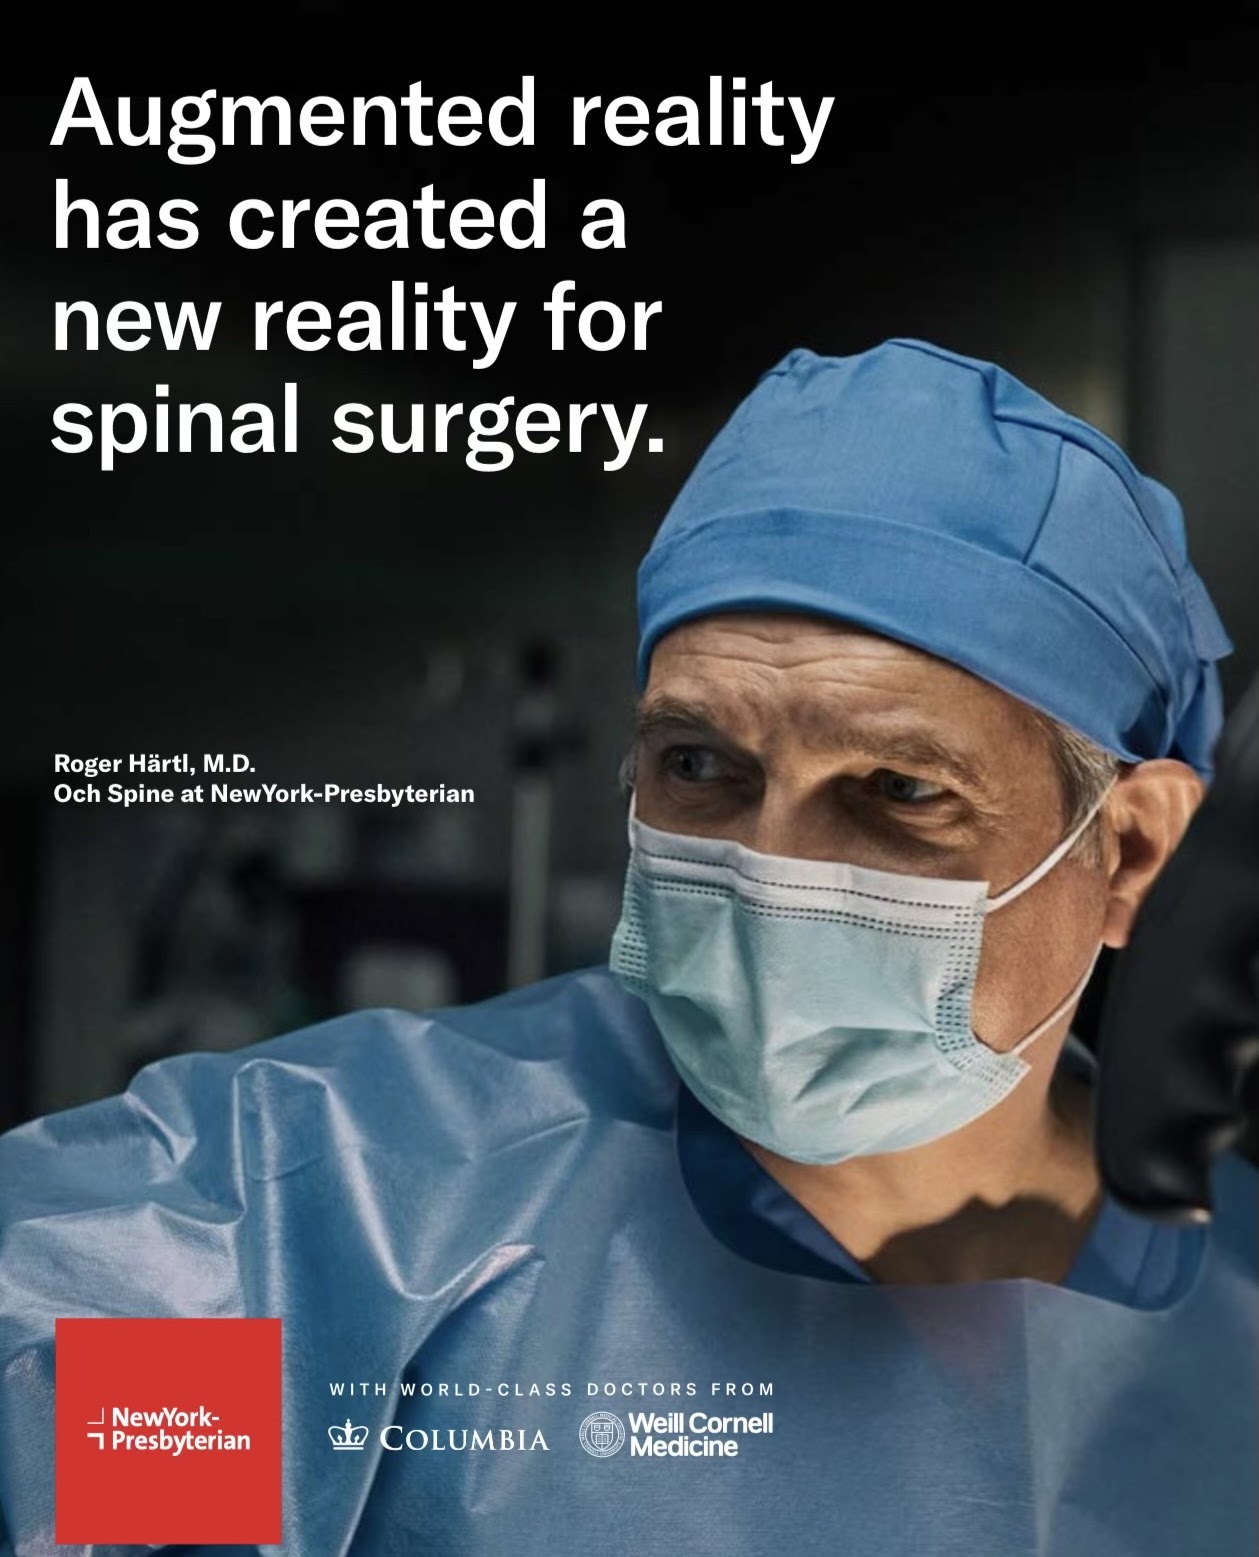 Augmented reality
has created a
new reality for
spinal surgery.
Roger Härtl, M.D.
Och Spine at NewYork-Presbyterian
NewYork-
Presbyterian
WITH WORLD-CLASS DOCTORS FROM
COLUMBIA
Weill Cornell
Medicine